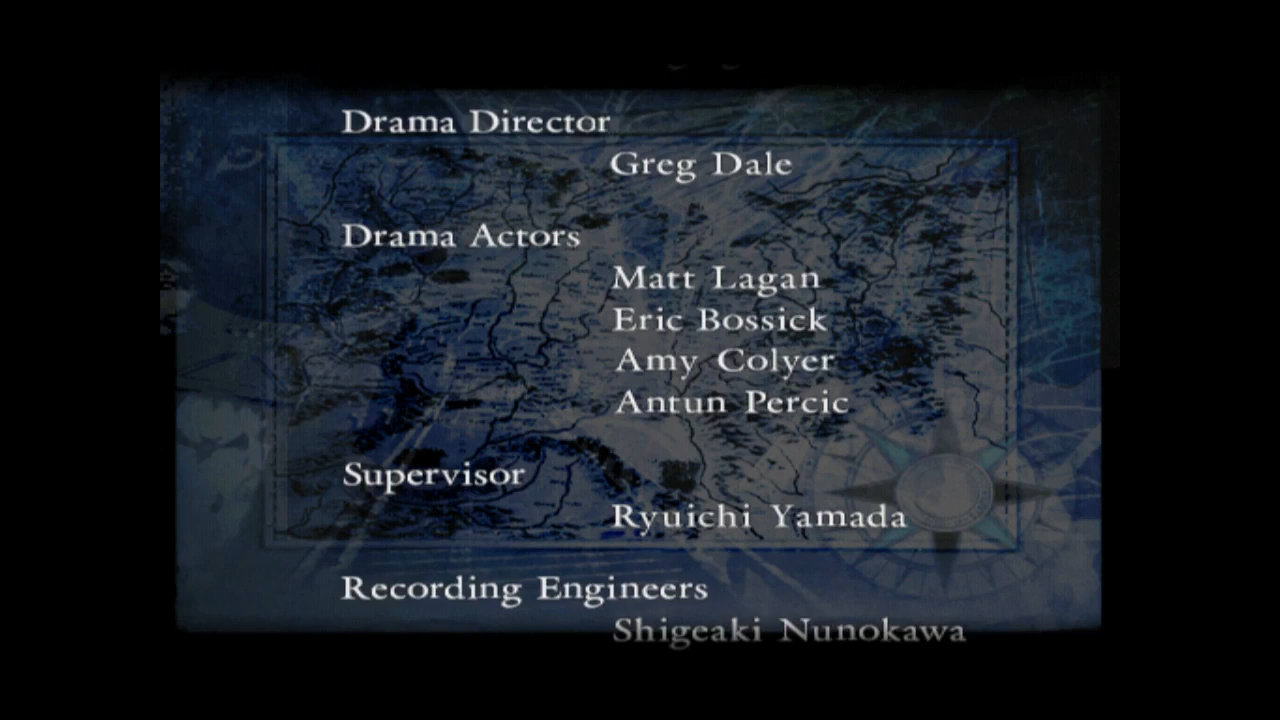 Drama Director
Greg Dale
Drama Actors
Matt Lagan
Eric Bossick
Amy Colyer
Antun Percic
Supervisor
Ryuichi Yamada
Recording Engineers
Shigeaki Nunokawa